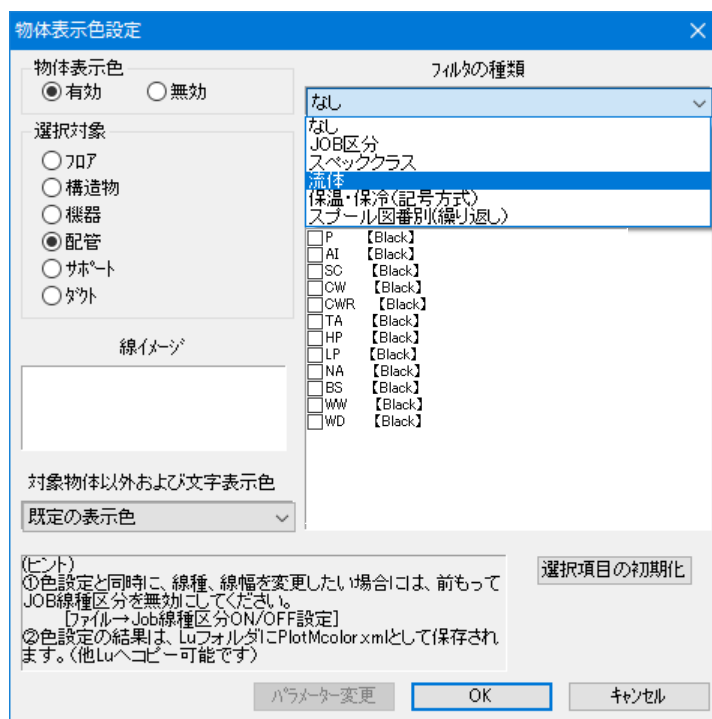 物体表示色設定
物体表示色
有効 無効
選択対象
ﾌﾛｱ
構造物
機器
配管
ｻﾎﾟｰﾄ
ﾀﾞｸﾄ
線ｲﾒｰｼﾞ
対象物体以外および文字表示色
既定の表示色
ﾌｨﾙﾀの種類
なし
なし
JOB区分
スペッククラス
流体
保温・保冷(記号方式)
スプール図番別(繰り返し)
P 【Black】
AI 【Black】
SC 【Black】
CW 【Black】
CWR 【Black】
TA 【Black】
HP 【Black】
LP 【Black】
NA 【Black】
BS 【Black】
WW 【Black】
WD 【Black】
(ヒント)
①色設定と同時に、線種、線幅を変更したい場合には、前もって
JOB線種区分を無効にしてください。
[ﾌｧｲﾙ→Job線種区分ON/OFF設定]
②色設定の結果は、LuフォルダにPlotMcolor.xmlとして保存され
ます。(他Luへコピー可能です)
選択項目の初期化
ﾊﾟﾗﾒｰﾀｰ変更
OK
ｷｬﾝｾﾙ